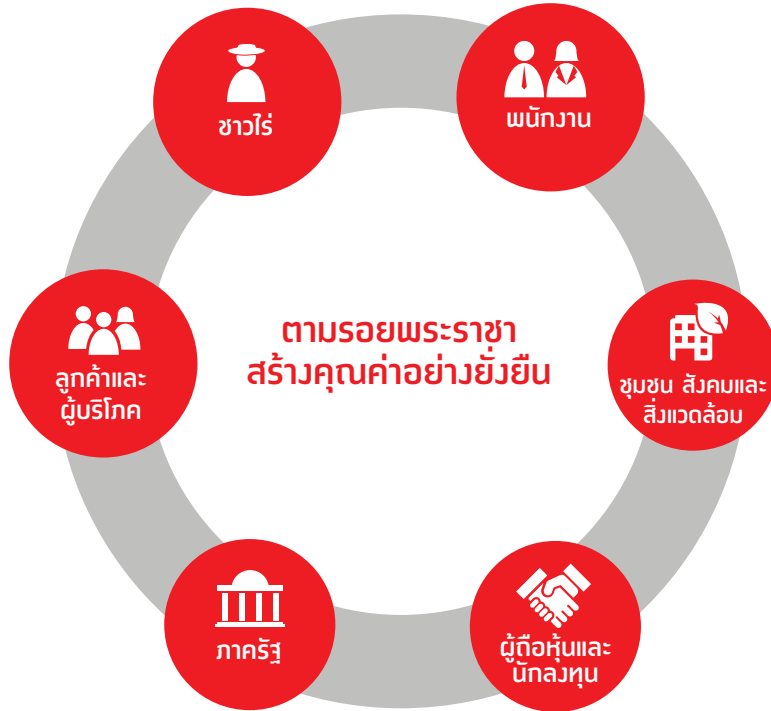 ชาวไร่
พนักงาน
ตามรอยพระราชา
สร้างคุณค่าอย่างยั่งยืน
ลูกค้าและ
ผู้บริโภค
ชุมชน สังคมและ
สิ่งแวดล้อม
ภาครัฐ
ผู้ถือหุ้นและ
นักลงทุน